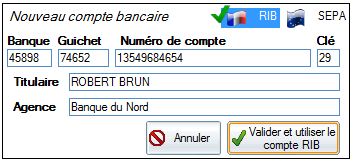 Nouveau compte bancaire RIB SEPA
Banque Guichet Numéro de compte Clé
45898 74652 13549684654 29
Titulaire ROBERT BRUN
Agence Banque du Nord
Annuler
Valider et utiliser le
compte RIB